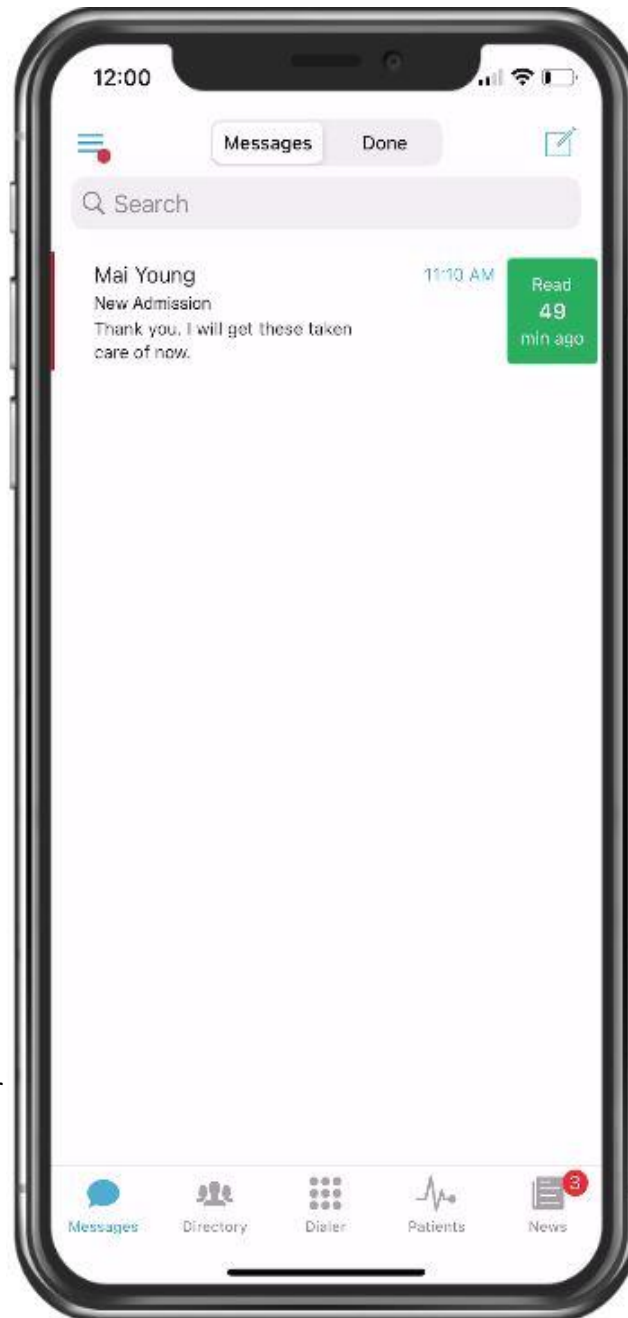 12:00
Messages Done
Search
Mai Young 11:10 AM
New Admission
Thank you. I will get these taken
care of now.
Read
49
min ago
Messages Directory Dialer Patients News 3